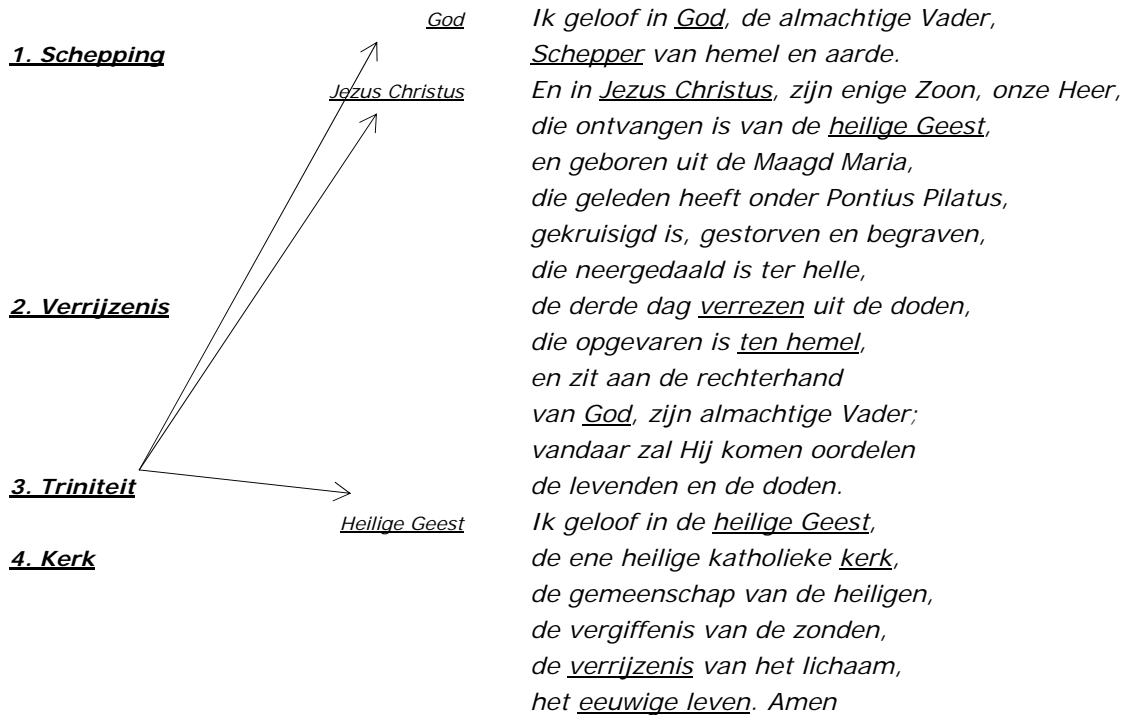 God Ik geloof in God, de almachtige Vader,
1. Schepping Schepper van hemel en aarde.
Jezus Christus En in Jezus Christus, zijn enige Zoon, onze Heer,
die ontvangen is van de heilige Geest,
en geboren uit de Maagd Maria,
die geleden heeft onder Pontius Pilatus,
gekruisigd is, gestorven en begraven,
die neergedaald is ter helle,
2. Verrijzenis de derde dag verrezen uit de doden,
die opgevaren is ten hemel,
en zit aan de rechterhand
van God, zijn almachtige Vader;
vandaar zal Hij komen oordelen
3. Triniteit de levenden en de doden.
Heilige Geest Ik geloof in de heilige Geest,
4. Kerk de ene heilige katholieke kerk,
de gemeenschap van de heiligen,
de vergiffenis van de zonden,
de verrijzenis van het lichaam,
het eeuwige leven. Amen